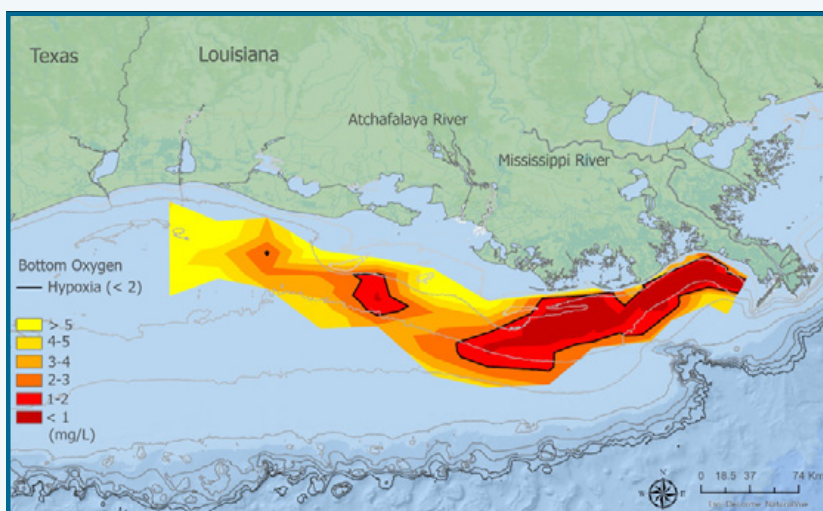 Texas
Louisiana
Atchafalaya River
Mississippi River
Bottom Oxygen
Hypoxia (< 2)
> 5
4-5
3-4
2-3
1-2
< 1
(mg/L)
N
W E
S
0 18.5 37 74 Km